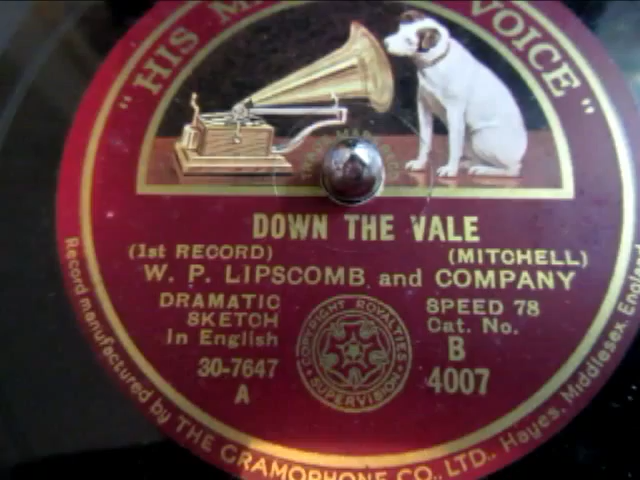 "HIS MA VOICE"
DOWN THE VALE
(1st RECORD) (MITCHELL)
W. P. LIPSCOMB and COMPANY
DRAMATIC SKETCH In English
30-7647
A
COPYRIGHT ROYALTIES SUPERVISION
SPEED 78
Cat. No.
B
4007
Record manufactured by THE GRAMOPHONE CO., LTD., Hayes, Middlesex, England